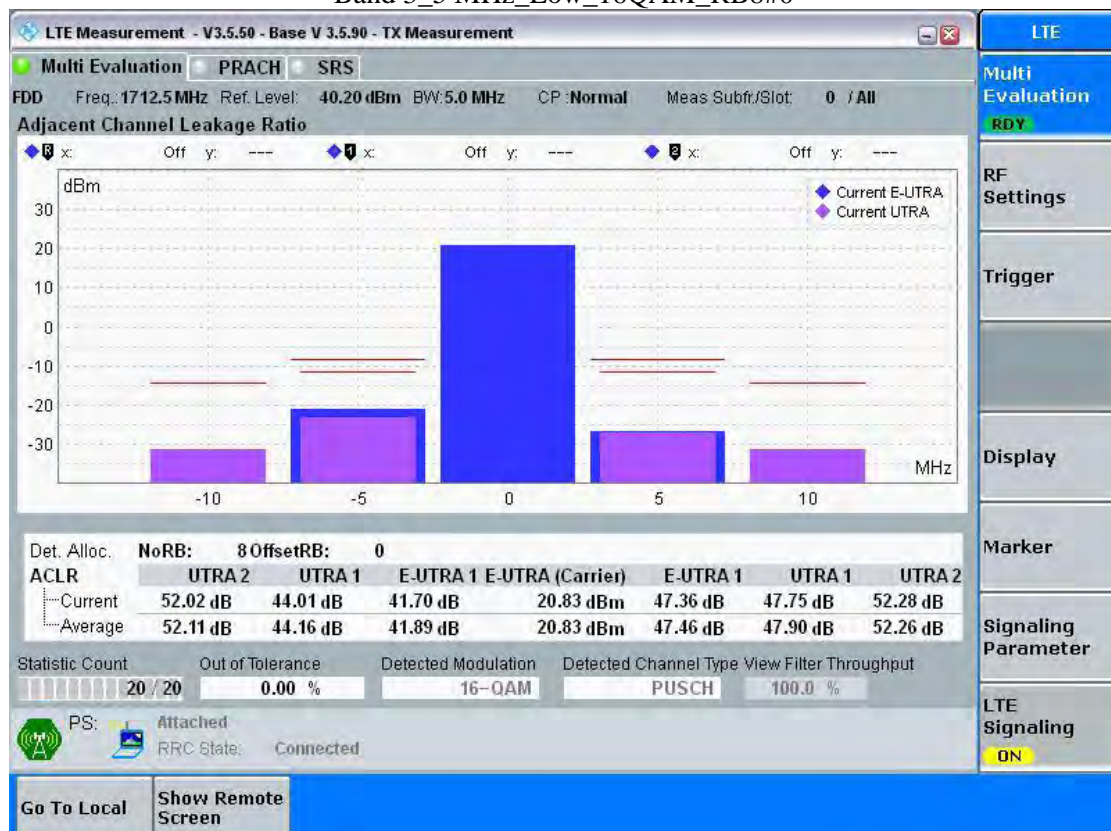 LTE Measurement - V3.5.50 - Base V 3.5.90 - TX Measurement
LTE
Multi Evaluation PRACH SRS
Multi
Evaluation
RDY
FDD Freq.: 1712.5 MHz Ref. Level: 40.20 dBm BW: 5.0 MHz CP :Normal Meas Subfr./Slot: 0 / All
Adjacent Channel Leakage Ratio
R x: Off y: --- 1 x: Off y: --- 2 x: Off y: ---
dBm
Current E-UTRA
Current UTRA
30
20
10
0
-10
-20
-30
MHz
-10 -5 0 5 10
RF
Settings
Trigger
Display
Marker
Signaling
Parameter
LTE
Signaling
ON
Det. Alloc. NoRB: 8 OffsetRB: 0
ACLR UTRA 2 UTRA 1 E-UTRA 1 E-UTRA (Carrier) E-UTRA 1 UTRA 1 UTRA 2
Current 52.02 dB 44.01 dB 41.70 dB 20.83 dBm 47.36 dB 47.75 dB 52.28 dB
Average 52.11 dB 44.16 dB 41.89 dB 20.83 dBm 47.46 dB 47.90 dB 52.26 dB
Statistic Count Out of Tolerance Detected Modulation Detected Channel Type View Filter Throughput
20 / 20 0.00 % 16-QAM PUSCH 100.0 %
PS: Attached
RRC State: Connected
Go To Local
Show Remote
Screen